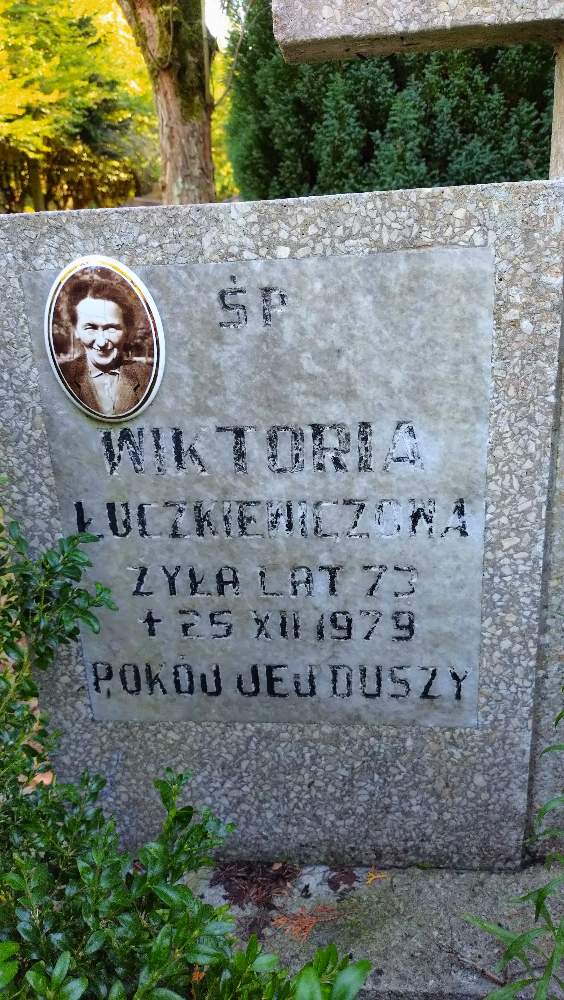 ŚP
WIKTORIA
ŁUCZKIEWICZOWA
ŻYŁA LAT 73
✝ 25 XII 1979
POKÓJ JEJ DUSZY